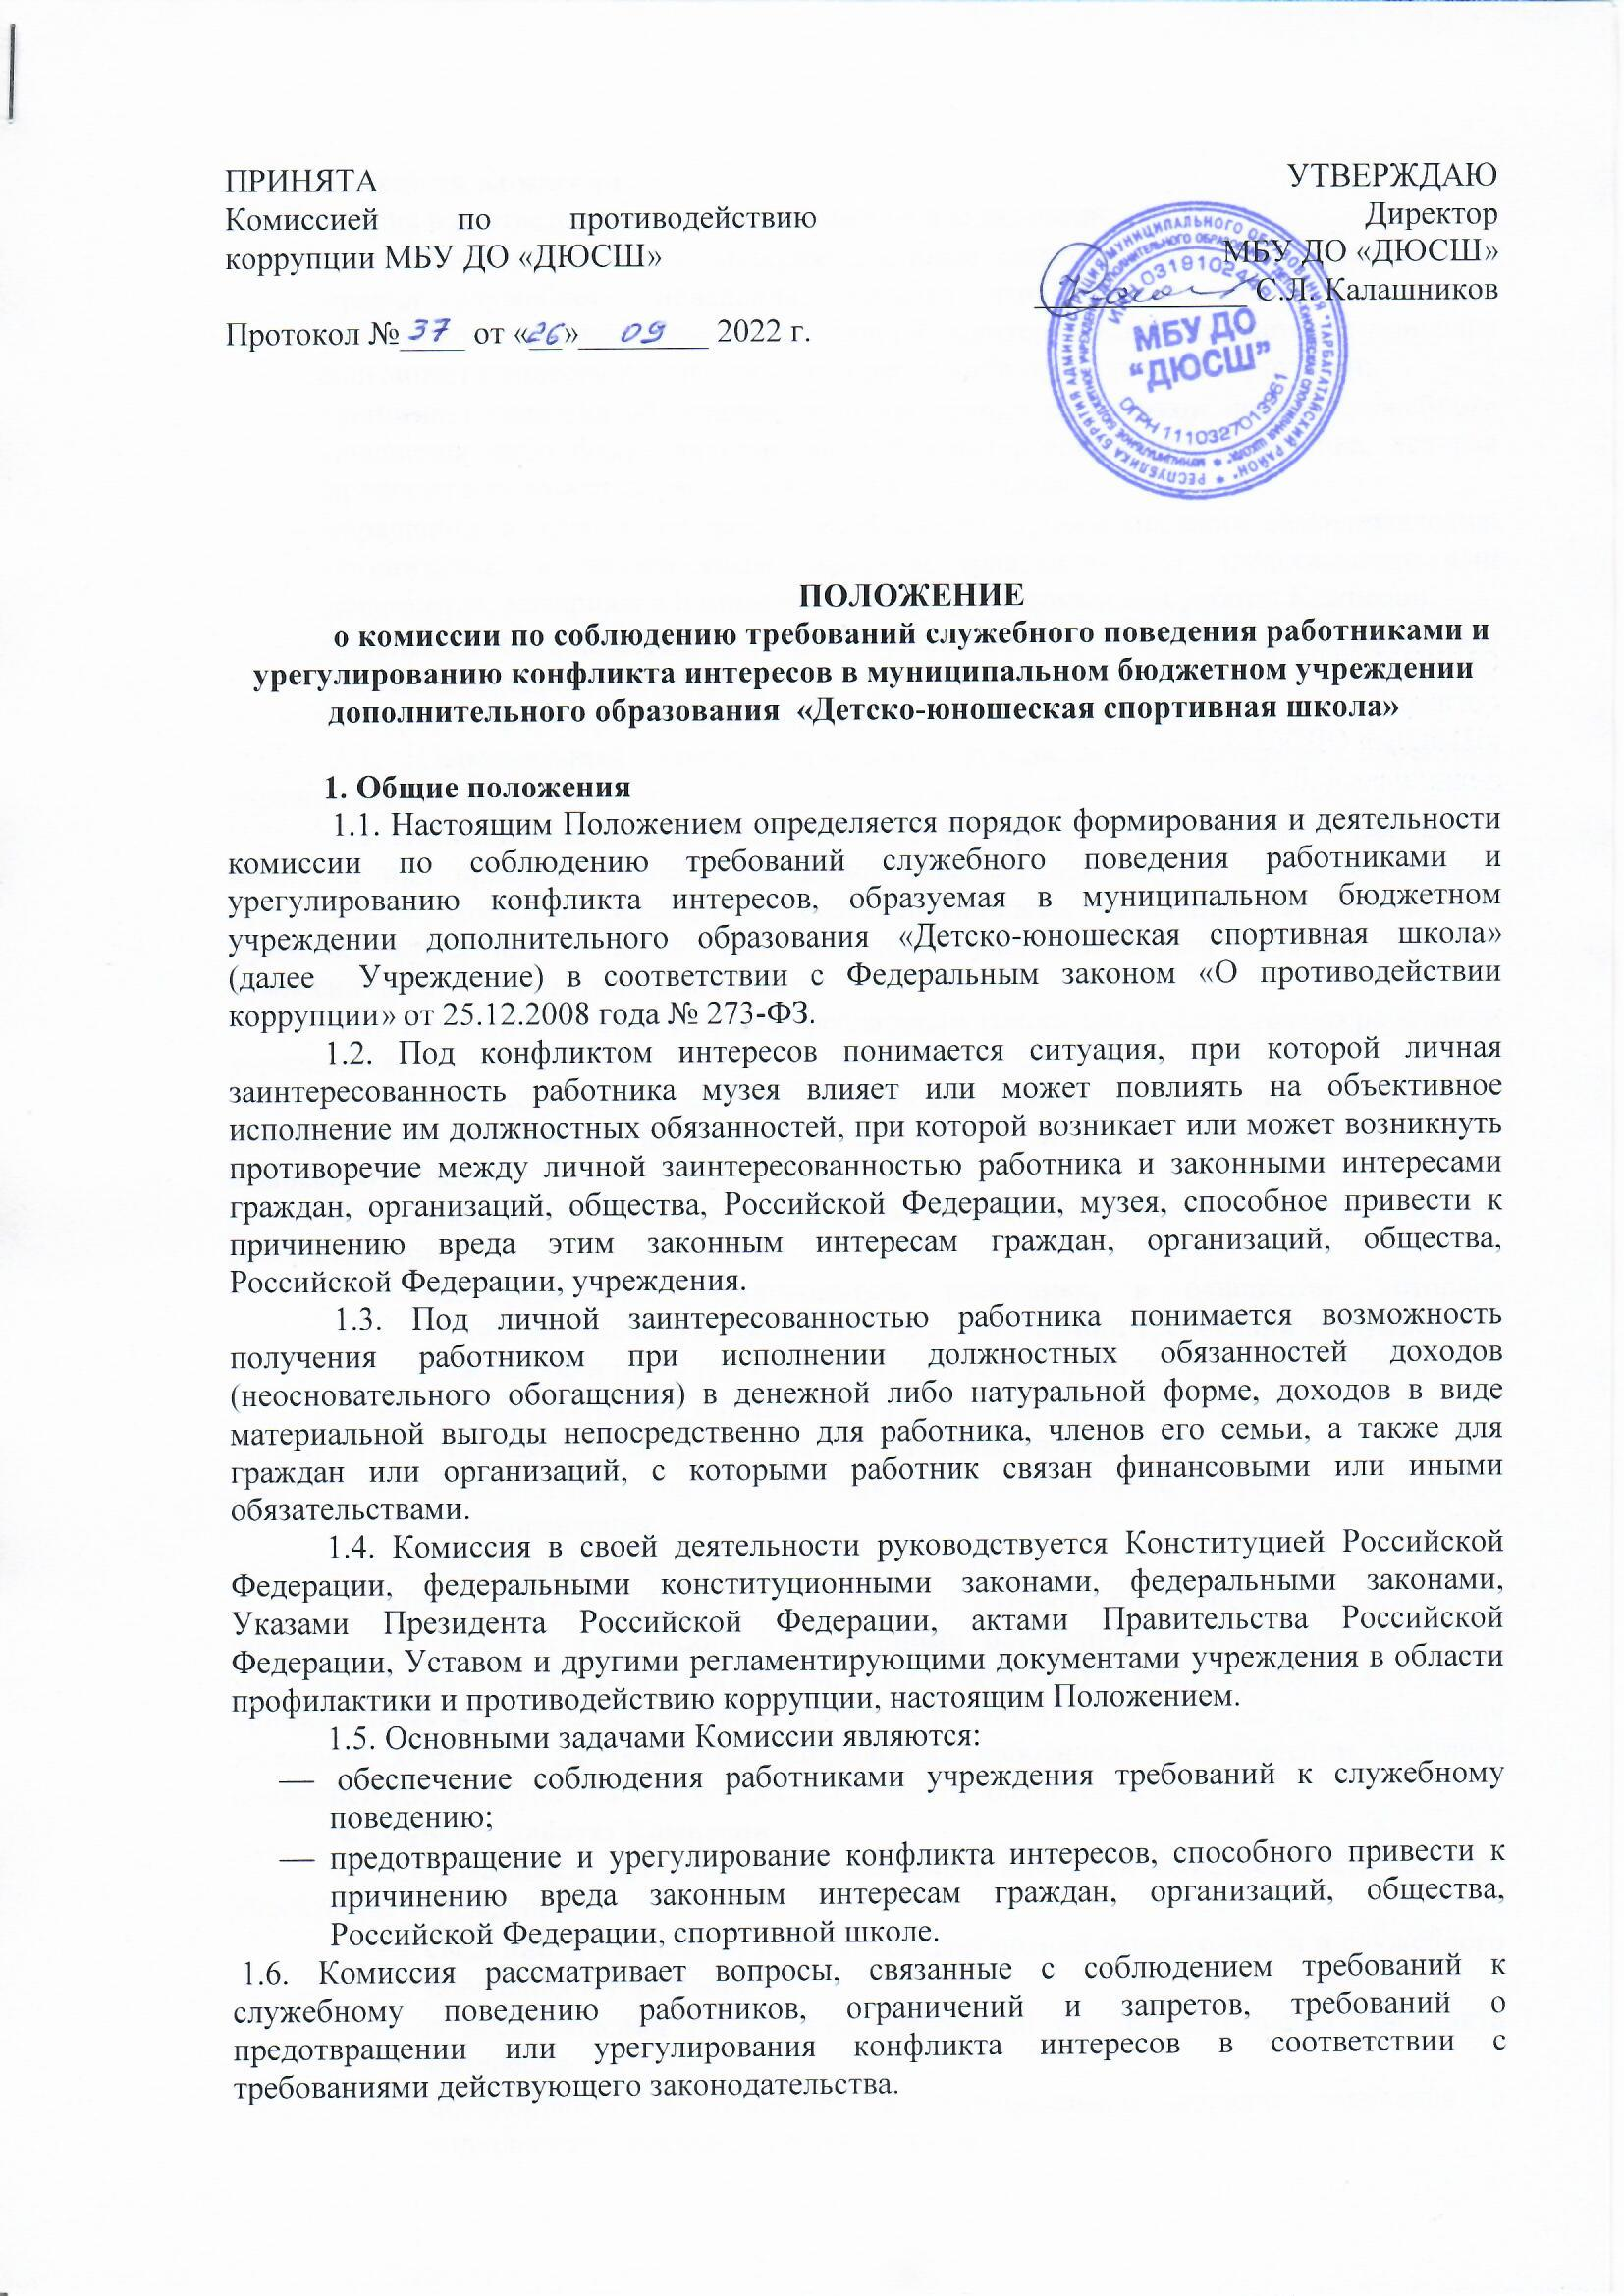 ПРИНЯТА
Комиссией по противодействию
коррупции МБУ ДО «ДЮСШ»
Протокол № 37 от «26» 09 2022 г.
УТВЕРЖДАЮ
Директор
МБУ ДО «ДЮСШ»
С.Л. Калашников
МБУ ДО
“ДЮСШ”
ОГРН 1110327013961
РЕСПУБЛИКА БУРЯТИЯ АДМИНИСТРАЦИЯ МУНИЦИПАЛЬНОГО ОБРАЗОВАНИЯ "ТАРБАГАТАЙСКИЙ РАЙОН"
ПОЛОЖЕНИЕ
о комиссии по соблюдению требований служебного поведения работниками и
урегулированию конфликта интересов в муниципальном бюджетном учреждении
дополнительного образования «Детско-юношеская спортивная школа»
1. Общие положения
1.1. Настоящим Положением определяется порядок формирования и деятельности
комиссии по соблюдению требований служебного поведения работниками и
урегулированию конфликта интересов, образуемая в муниципальном бюджетном
учреждении дополнительного образования «Детско-юношеская спортивная школа»
(далее Учреждение) в соответствии с Федеральным законом «О противодействии
коррупции» от 25.12.2008 года № 273-ФЗ.
1.2. Под конфликтом интересов понимается ситуация, при которой личная
заинтересованность работника музея влияет или может повлиять на объективное
исполнение им должностных обязанностей, при которой возникает или может возникнуть
противоречие между личной заинтересованностью работника и законными интересами
граждан, организаций, общества, Российской Федерации, музея, способное привести к
причинению вреда этим законным интересам граждан, организаций, общества,
Российской Федерации, учреждения.
1.3. Под личной заинтересованностью работника понимается возможность
получения работником при исполнении должностных обязанностей доходов
(неосновательного обогащения) в денежной либо натуральной форме, доходов в виде
материальной выгоды непосредственно для работника, членов его семьи, а также для
граждан или организаций, с которыми работник связан финансовыми или иными
обязательствами.
1.4. Комиссия в своей деятельности руководствуется Конституцией Российской
Федерации, федеральными конституционными законами, федеральными законами,
Указами Президента Российской Федерации, актами Правительства Российской
Федерации, Уставом и другими регламентирующими документами учреждения в области
профилактики и противодействию коррупции, настоящим Положением.
1.5. Основными задачами Комиссии являются:
— обеспечение соблюдения работниками учреждения требований к служебному
поведению;
— предотвращение и урегулирование конфликта интересов, способного привести к
причинению вреда законным интересам граждан, организаций, общества,
Российской Федерации, спортивной школе.
1.6. Комиссия рассматривает вопросы, связанные с соблюдением требований к
служебному поведению работников, ограничений и запретов, требований о
предотвращении или урегулирования конфликта интересов в соответствии с
требованиями действующего законодательства.